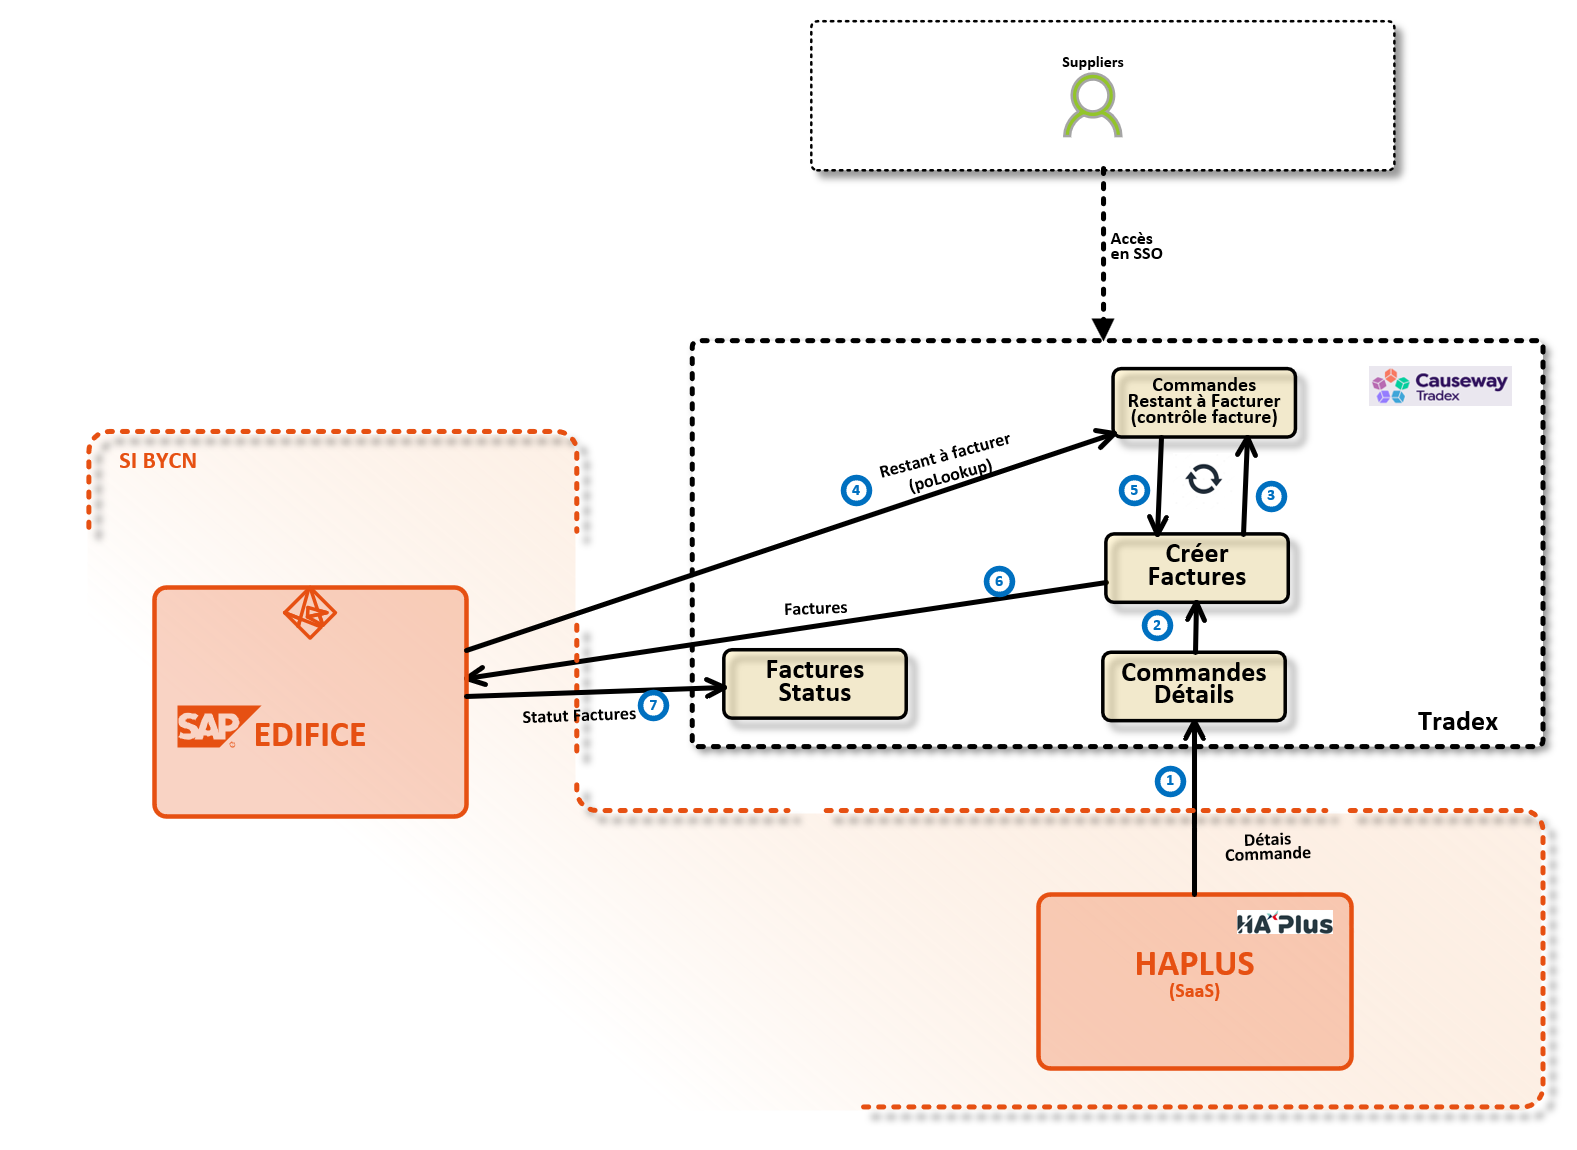 Suppliers
Accès
en SSO
Commandes
Restant à Facturer
(contrôle facture)
Causeway
Tradex
SI BYCN
Restant à facturer
(poLookup)
4
5
3
Créer
Factures
6
Factures
2
Factures
Status
Commandes
Détails
7
Statut Factures
SAP
EDIFICE
Tradex
1
Détais
Commande
HA Plus
HAPLUS
(SaaS)